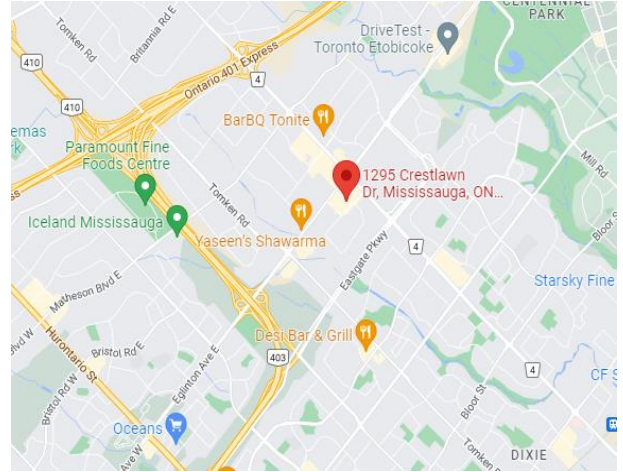 CENTENNIAL
PARK
DriveTest -
Toronto Etobicoke
Tomken Rd
Britannia Rd E
410
Ontario 401 Express
4
410
BarBQ Tonite
Paramount Fine
Foods Centre
1295 Crestlawn
Dr, Mississauga, ON...
Mill Rd
Iceland Mississauga
Tomken Rd
Yaseen's Shawarma
Eastgate Pkwy
4
Bloor St
Starsky Fine
Matheson Blvd E
Desi Bar & Grill
Bristol Rd W
Bristol Rd E
Hurontario St
Eglinton Ave E
403
4
CF S
Bloor St
Oceans
Ave W
Tomken
DIXIE